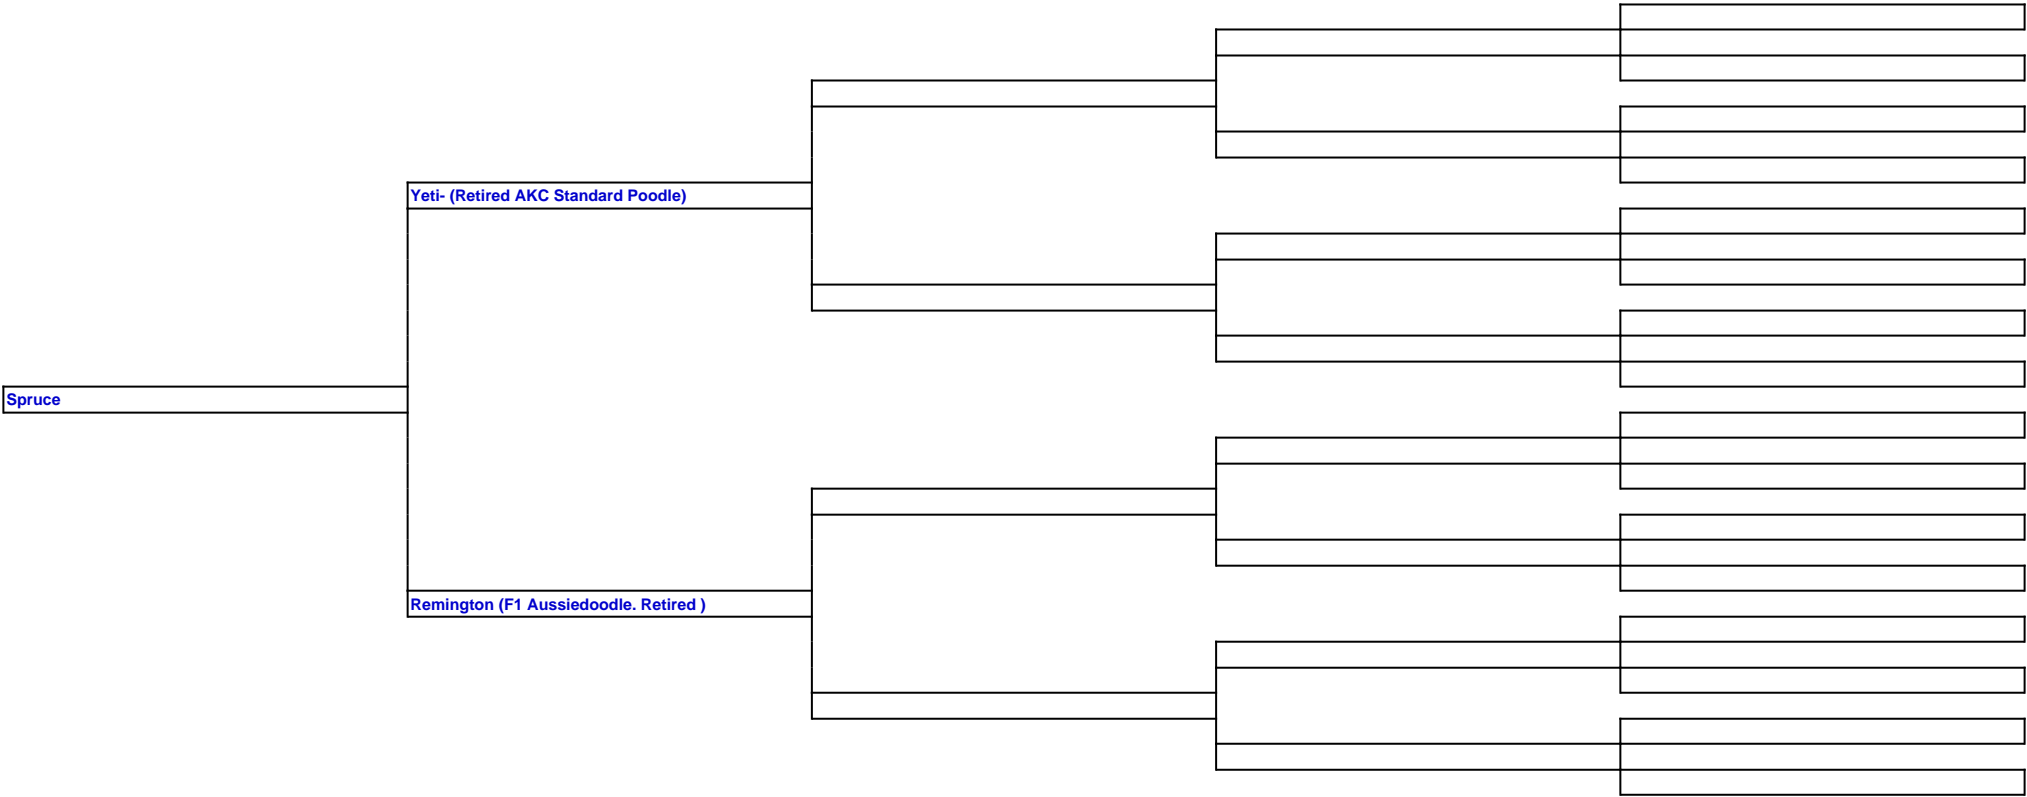 Yeti- (Retired AKC Standard Poodle)
Spruce
Remington (F1 Aussiedoodle. Retired )